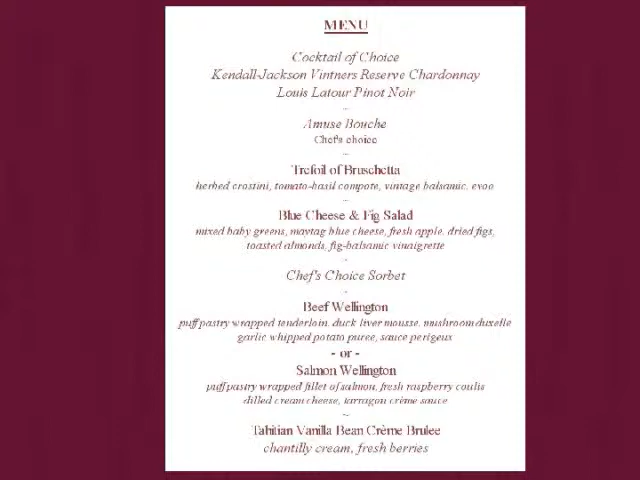 MENU
Cocktail of Choice
Kendall-Jackson Vintners Reserve Chardonnay
Louis Latour Pinot Noir
~
Amuse Bouche
Chef's choice
~
Trefoil of Bruschetta
herbed crostini, tomato-basil compote, vintage balsamic, evoo
~
Blue Cheese & Fig Salad
mixed baby greens, maytag blue cheese, fresh apple, dried figs,
toasted almonds, fig-balsamic vinaigrette
~
Chef's Choice Sorbet
~
Beef Wellington
puff pastry wrapped tenderloin, duck liver mousse, mushroom duxelle
garlic whipped potato puree, sauce perigeux
- or -
Salmon Wellington
puff pastry wrapped fillet of salmon, fresh raspberry coulis
dilled cream cheese, tarragon crème sauce
~
Tahitian Vanilla Bean Crème Brulee
chantilly cream, fresh berries